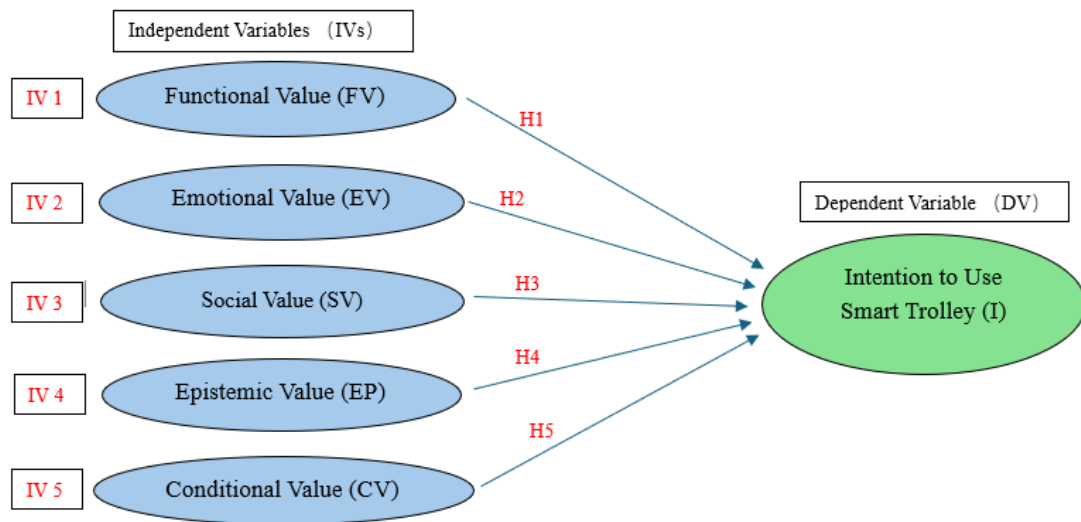 Independent Variables （IVs）
IV 1
Functional Value (FV)
H1
IV 2
Emotional Value (EV)
H2
Dependent Variable （DV）
IV 3
Social Value (SV)
H3
Intention to Use
Smart Trolley (I)
IV 4
Epistemic Value (EP)
H4
IV 5
Conditional Value (CV)
H5